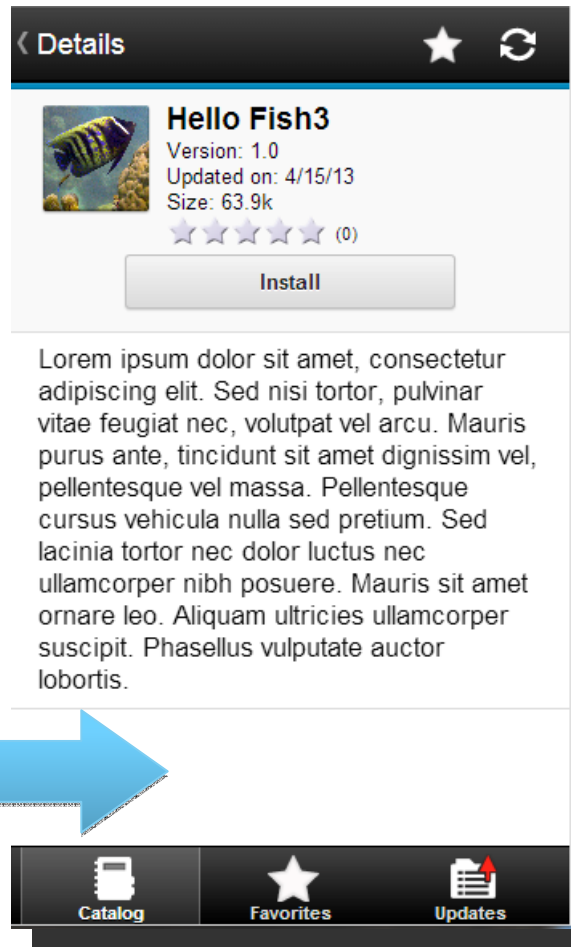 Details
Hello Fish3
Version: 1.0
Updated on: 4/15/13
Size: 63.9k
(0)
Install
Lorem ipsum dolor sit amet, consectetur
adipiscing elit. Sed nisi tortor, pulvinar
vitae feugiat nec, volutpat vel arcu. Mauris
purus ante, tincidunt sit amet dignissim vel,
pellentesque vel massa. Pellentesque
cursus vehicula nulla sed pretium. Sed
lacinia tortor nec dolor luctus nec
ullamcorper nibh posuere. Mauris sit amet
ornare leo. Aliquam ultricies ullamcorper
suscipit. Phasellus vulputate auctor
lobortis.
Catalog Favorites Updates